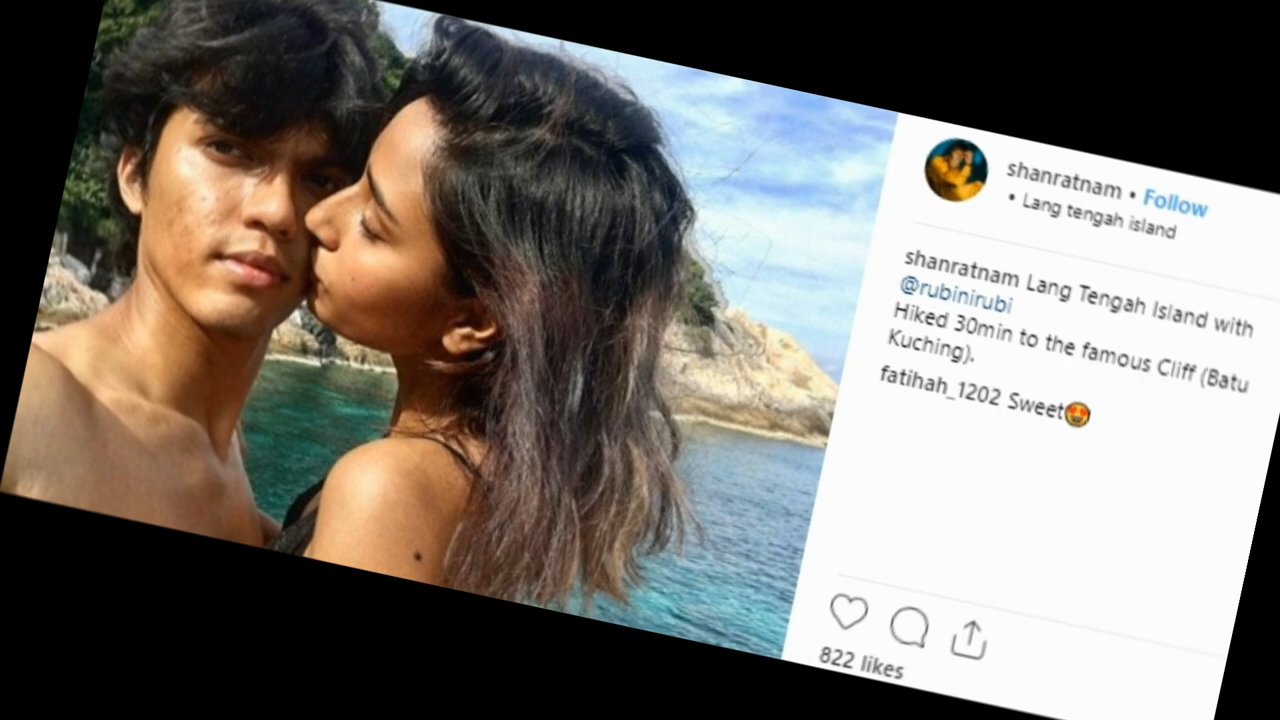 shanratnam • Follow
• Lang tengah island
shanratnam Lang Tengah Island with
@rubinirubi
Hiked 30min to the famous Cliff (Batu
Kuching).
fatihah_1202 Sweet😍
822 likes